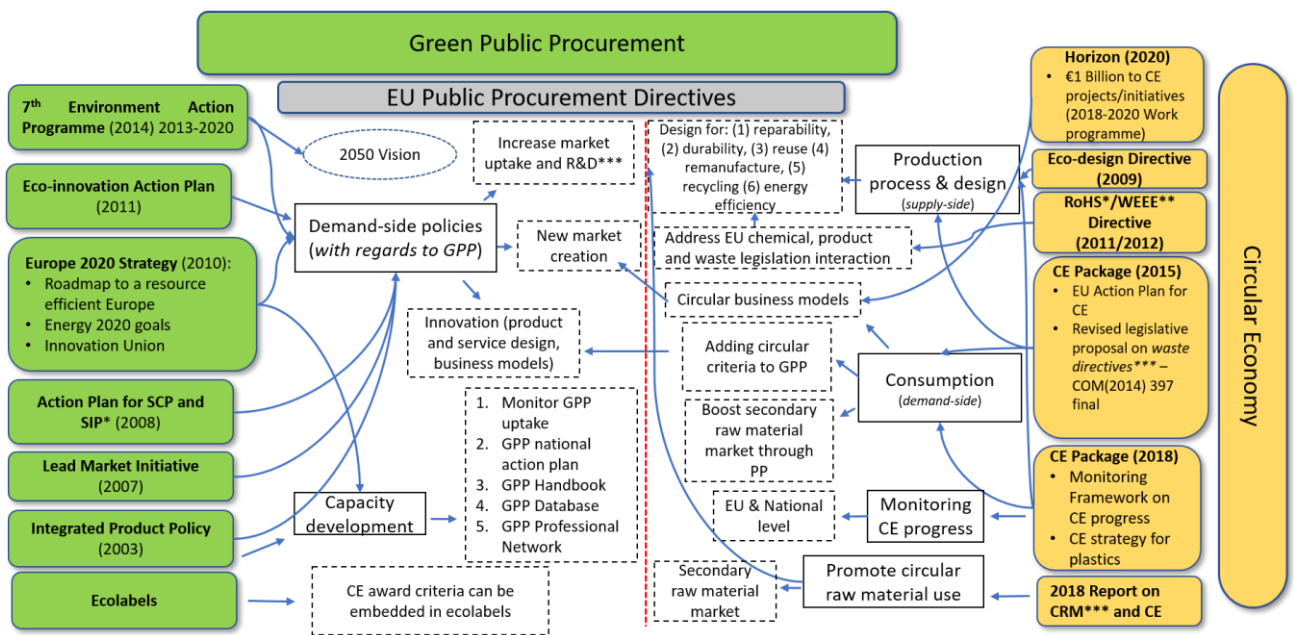 Green Public Procurement
EU Public Procurement Directives
7th Environment Action
Programme (2014) 2013-2020
Eco-innovation Action Plan
(2011)
Europe 2020 Strategy (2010):
• Roadmap to a resource
efficient Europe
• Energy 2020 goals
• Innovation Union
Action Plan for SCP and
SIP* (2008)
Lead Market Initiative
(2007)
Integrated Product Policy
(2003)
Ecolabels
2050 Vision
Increase market
uptake and R&D***
Demand-side policies
(with regards to GPP)
New market
creation
Innovation (product
and service design,
business models)
1. Monitor GPP
uptake
2. GPP national
action plan
3. GPP Handbook
4. GPP Database
5. GPP Professional
Network
Capacity
development
CE award criteria can be
embedded in ecolabels
Design for: (1) reparability,
(2) durability, (3) reuse (4)
remanufacture, (5)
recycling (6) energy
efficiency
Production
process & design
(supply-side)
Address EU chemical, product
and waste legislation interaction
Circular business models
Adding circular
criteria to GPP
Consumption
(demand-side)
Boost secondary
raw material
market through
PP
EU & National
level
Monitoring
CE progress
Secondary
raw material
market
Promote circular
raw material use
Horizon (2020)
• €1 Billion to CE
projects/initiatives
(2018-2020 Work
programme)
Eco-design Directive
(2009)
RoHS*/WEEE**
Directive
(2011/2012)
CE Package (2015)
• EU Action Plan for
CE
• Revised legislative
proposal on waste
directives*** –
COM(2014) 397
final
CE Package (2018)
• Monitoring
Framework on
CE progress
• CE strategy for
plastics
2018 Report on
CRM*** and CE
Circular Economy